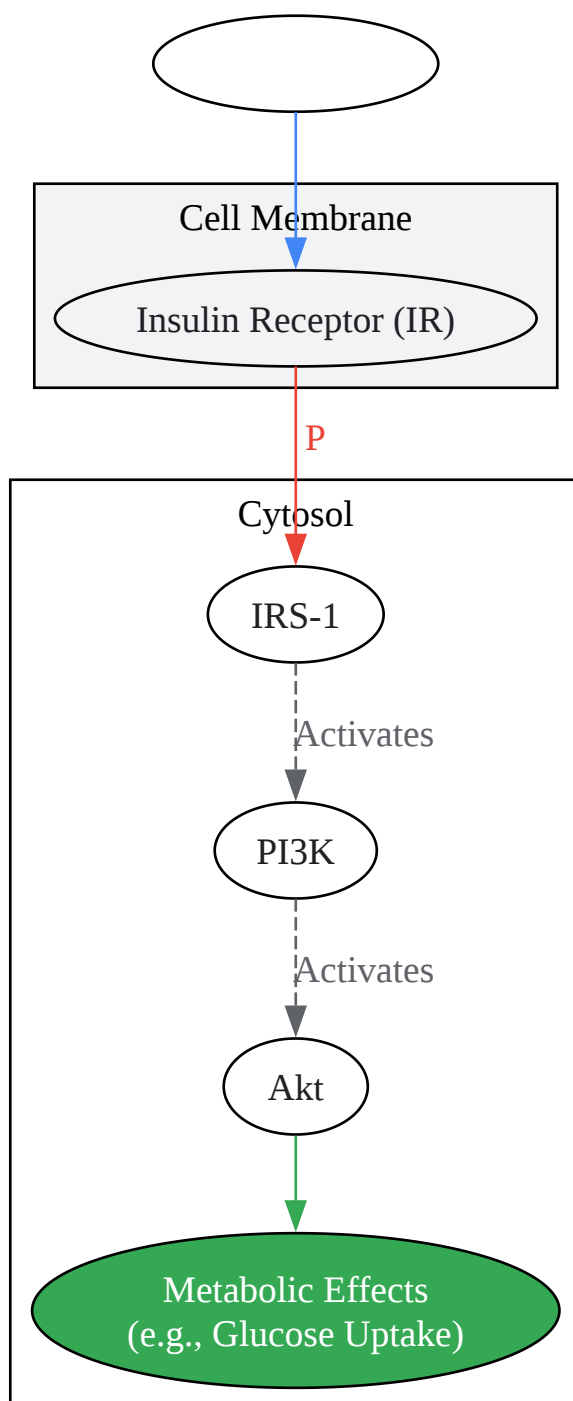 Cell Membrane
Insulin Receptor (IR)
P
Cytosol
IRS-1
Activates
PI3K
Activates
Akt
Metabolic Effects
(e.g., Glucose Uptake)